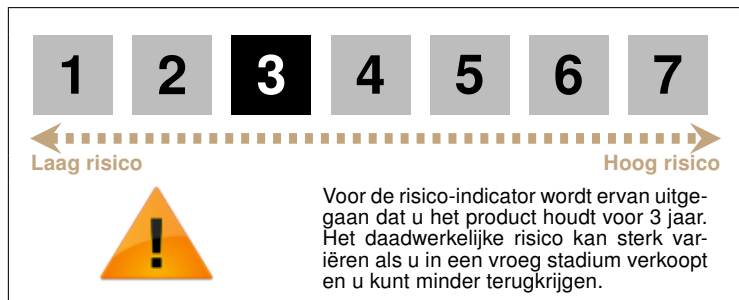 1 2 3 4 5 6 7
Laag risico Hoog risico
!
Voor de risico-indicator wordt ervan uitge-
gaan dat u het product houdt voor 3 jaar.
Het daadwerkelijke risico kan sterk var-
iëren als u in een vroeg stadium verkoopt
en u kunt minder terugkrijgen.